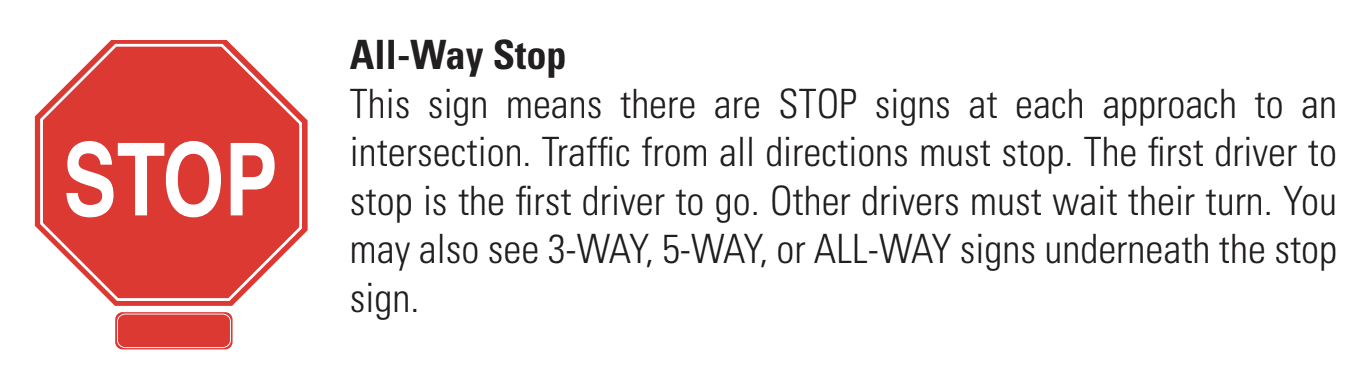 STOP
All-Way Stop
This sign means there are STOP signs at each approach to an
intersection. Traffic from all directions must stop. The first driver to
stop is the first driver to go. Other drivers must wait their turn. You
may also see 3-WAY, 5-WAY, or ALL-WAY signs underneath the stop
sign.